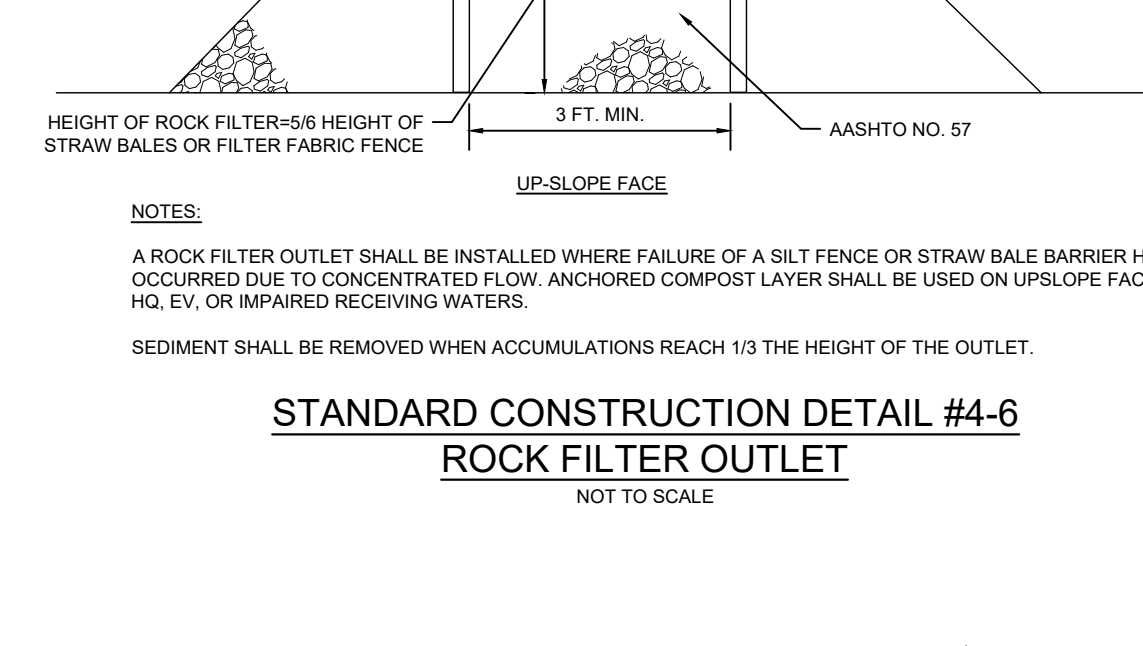 HEIGHT OF ROCK FILTER=5/6 HEIGHT OF
STRAW BALES OR FILTER FABRIC FENCE
3 FT. MIN.
AASHTO NO. 57
UP-SLOPE FACE
NOTES:
A ROCK FILTER OUTLET SHALL BE INSTALLED WHERE FAILURE OF A SILT FENCE OR STRAW BALE BARRIER
OCCURRED DUE TO CONCENTRATED FLOW. ANCHORED COMPOST LAYER SHALL BE USED ON UPSLOPE
HQ, EV, OR IMPAIRED RECEIVING WATERS.
SEDIMENT SHALL BE REMOVED WHEN ACCUMULATIONS REACH 1/3 THE HEIGHT OF THE OUTLET.
STANDARD CONSTRUCTION DETAIL #4-6
ROCK FILTER OUTLET
NOT TO SCALE